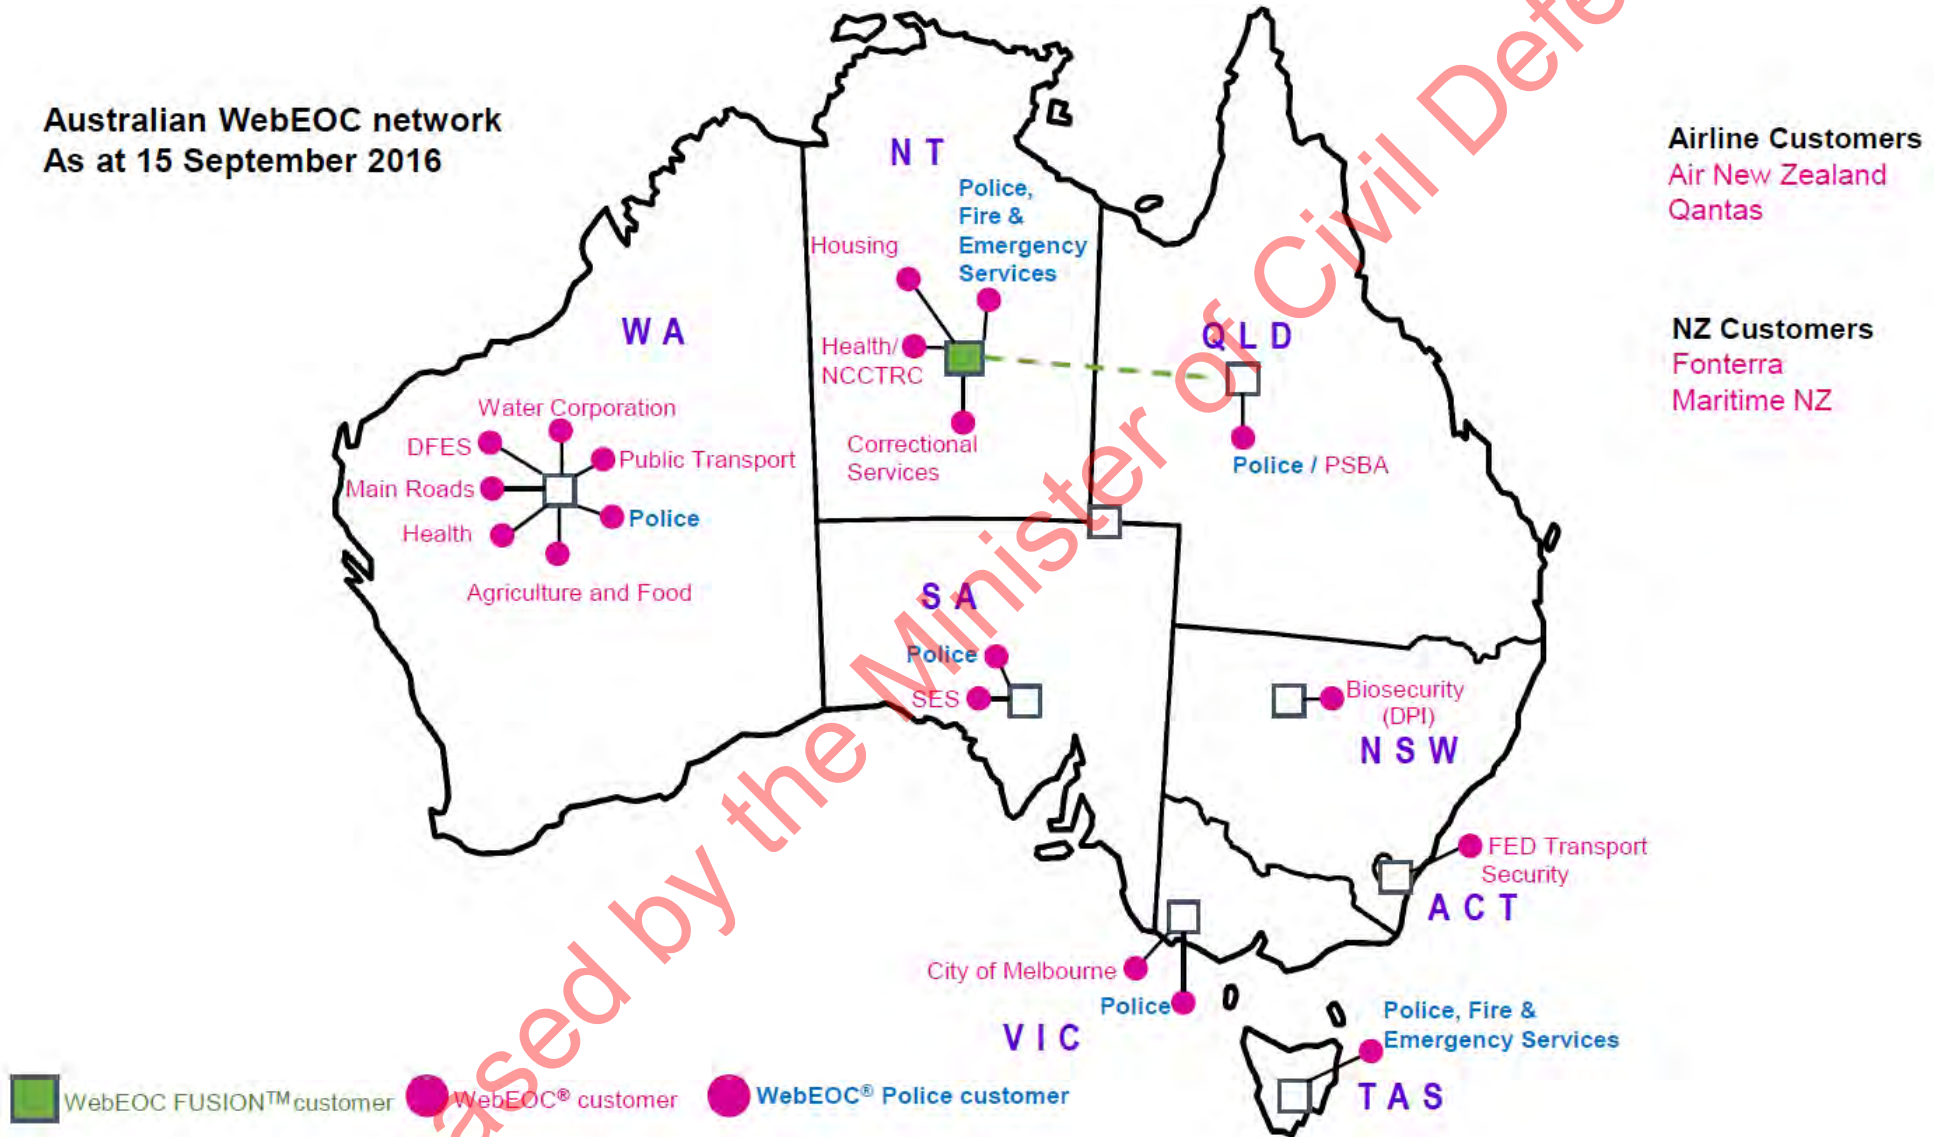 Australian WebEOC network
As at 15 September 2016
Airline Customers
Air New Zealand
Qantas
NZ Customers
Fonterra
Maritime NZ
N T
Police,
Fire &
Emergency
Services
Housing
Health/
NCCTRC
Correctional
Services
W A
Water Corporation
DFES
Public Transport
Main Roads
Police
Health
Agriculture and Food
Q L D
Police / PSBA
S A
Police
SES
Biosecurity
(DPI)
N S W
FED Transport
Security
A C T
City of Melbourne
Police
V I C
Police, Fire &
Emergency Services
T A S
WebEOC FUSION™ customer
WebEOC® customer
WebEOC® Police customer
by the Minister of Civil